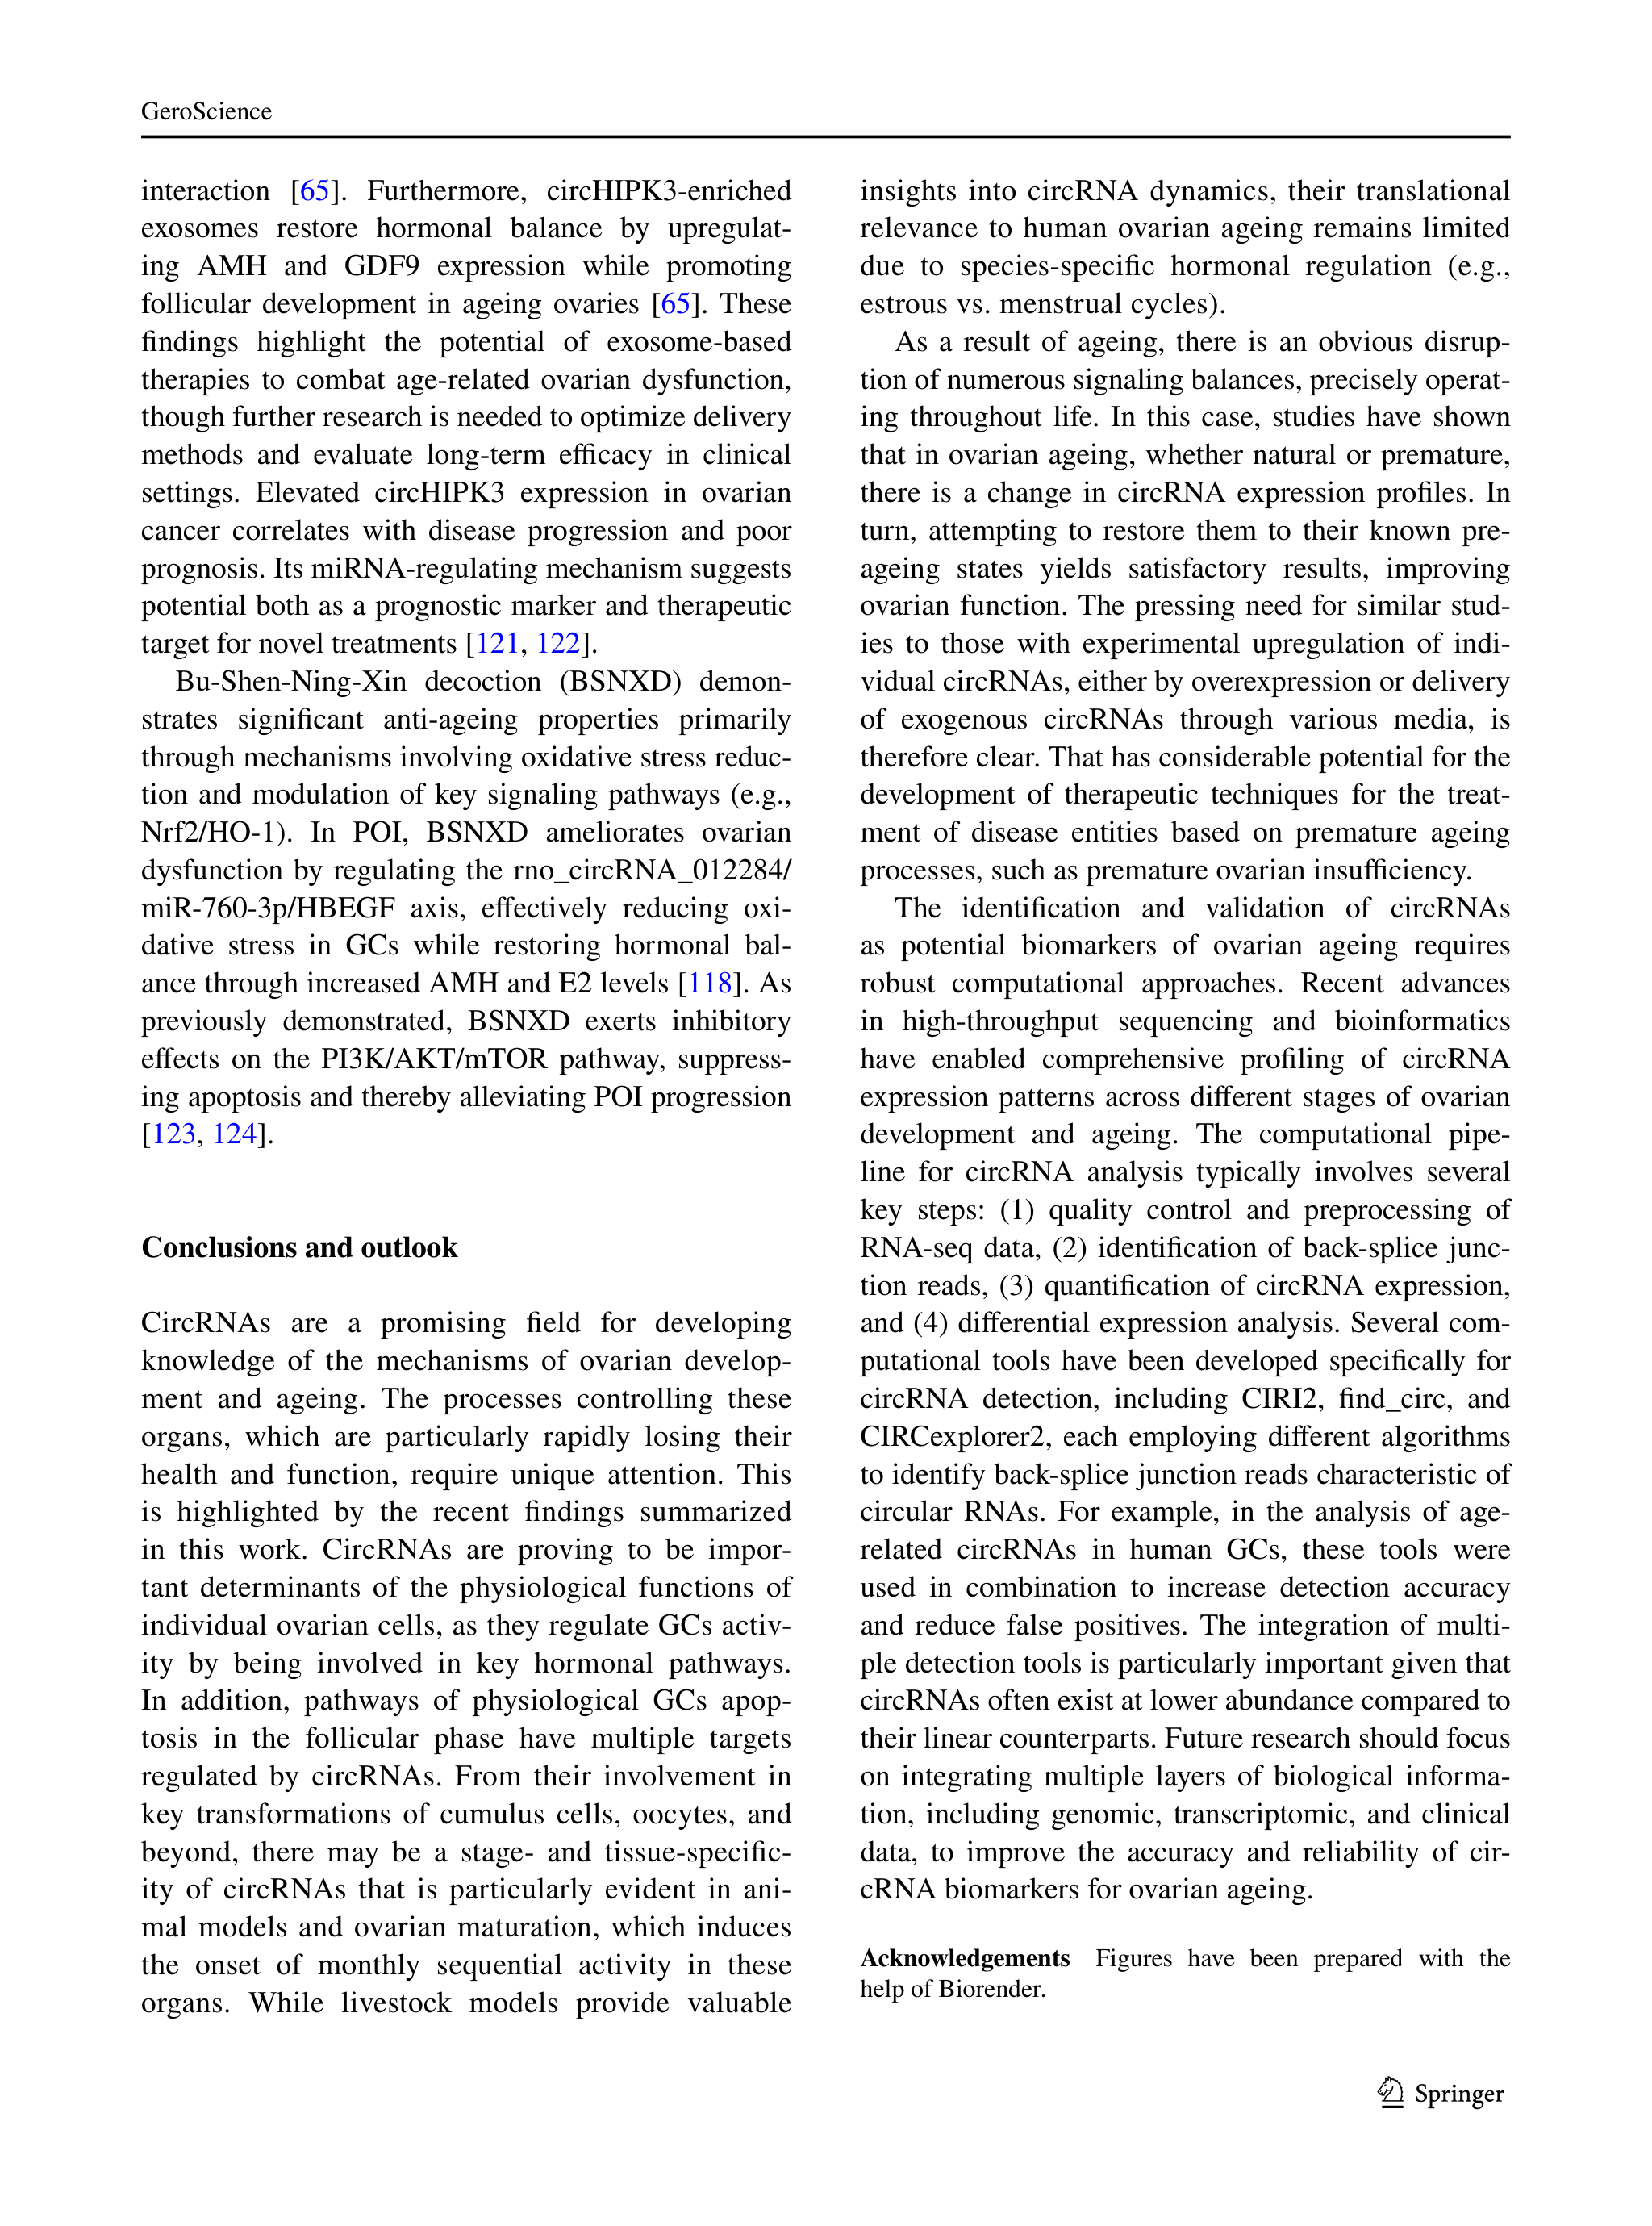 GeroScience
interaction [65]. Furthermore, circHIPK3-enriched
exosomes restore hormonal balance by upregulat-
ing AMH and GDF9 expression while promoting
follicular development in ageing ovaries [65]. These
findings highlight the potential of exosome-based
therapies to combat age-related ovarian dysfunction,
though further research is needed to optimize delivery
methods and evaluate long-term efficacy in clinical
settings. Elevated circHIPK3 expression in ovarian
cancer correlates with disease progression and poor
prognosis. Its miRNA-regulating mechanism suggests
potential both as a prognostic marker and therapeutic
target for novel treatments [121, 122].
Bu-Shen-Ning-Xin decoction (BSNXD) demon-
strates significant anti-ageing properties primarily
through mechanisms involving oxidative stress reduc-
tion and modulation of key signaling pathways (e.g.,
Nrf2/HO-1). In POI, BSNXD ameliorates ovarian
dysfunction by regulating the rno_circRNA_012284/
miR-760-3p/HBEGF axis, effectively reducing oxi-
dative stress in GCs while restoring hormonal bal-
ance through increased AMH and E2 levels [118]. As
previously demonstrated, BSNXD exerts inhibitory
effects on the PI3K/AKT/mTOR pathway, suppress-
ing apoptosis and thereby alleviating POI progression
[123, 124].
Conclusions and outlook
CircRNAs are a promising field for developing
knowledge of the mechanisms of ovarian develop-
ment and ageing. The processes controlling these
organs, which are particularly rapidly losing their
health and function, require unique attention. This
is highlighted by the recent findings summarized
in this work. CircRNAs are proving to be impor-
tant determinants of the physiological functions of
individual ovarian cells, as they regulate GCs activ-
ity by being involved in key hormonal pathways.
In addition, pathways of physiological GCs apop-
tosis in the follicular phase have multiple targets
regulated by circRNAs. From their involvement in
key transformations of cumulus cells, oocytes, and
beyond, there may be a stage- and tissue-specific-
ity of circRNAs that is particularly evident in ani-
mal models and ovarian maturation, which induces
the onset of monthly sequential activity in these
organs. While livestock models provide valuable
insights into circRNA dynamics, their translational
relevance to human ovarian ageing remains limited
due to species-specific hormonal regulation (e.g.,
estrous vs. menstrual cycles).
As a result of ageing, there is an obvious disrup-
tion of numerous signaling balances, precisely operat-
ing throughout life. In this case, studies have shown
that in ovarian ageing, whether natural or premature,
there is a change in circRNA expression profiles. In
turn, attempting to restore them to their known pre-
ageing states yields satisfactory results, improving
ovarian function. The pressing need for similar stud-
ies to those with experimental upregulation of indi-
vidual circRNAs, either by overexpression or delivery
of exogenous circRNAs through various media, is
therefore clear. That has considerable potential for the
development of therapeutic techniques for the treat-
ment of disease entities based on premature ageing
processes, such as premature ovarian insufficiency.
The identification and validation of circRNAs
as potential biomarkers of ovarian ageing requires
robust computational approaches. Recent advances
in high-throughput sequencing and bioinformatics
have enabled comprehensive profiling of circRNA
expression patterns across different stages of ovarian
development and ageing. The computational pipe-
line for circRNA analysis typically involves several
key steps: (1) quality control and preprocessing of
RNA-seq data, (2) identification of back-splice junc-
tion reads, (3) quantification of circRNA expression,
and (4) differential expression analysis. Several com-
putational tools have been developed specifically for
circRNA detection, including CIRI2, find_circ, and
CIRCexplorer2, each employing different algorithms
to identify back-splice junction reads characteristic of
circular RNAs. For example, in the analysis of age-
related circRNAs in human GCs, these tools were
used in combination to increase detection accuracy
and reduce false positives. The integration of multi-
ple detection tools is particularly important given that
circRNAs often exist at lower abundance compared to
their linear counterparts. Future research should focus
on integrating multiple layers of biological informa-
tion, including genomic, transcriptomic, and clinical
data, to improve the accuracy and reliability of cir-
cRNA biomarkers for ovarian ageing.
Acknowledgements Figures have been prepared with the
help of Biorender.
Springer